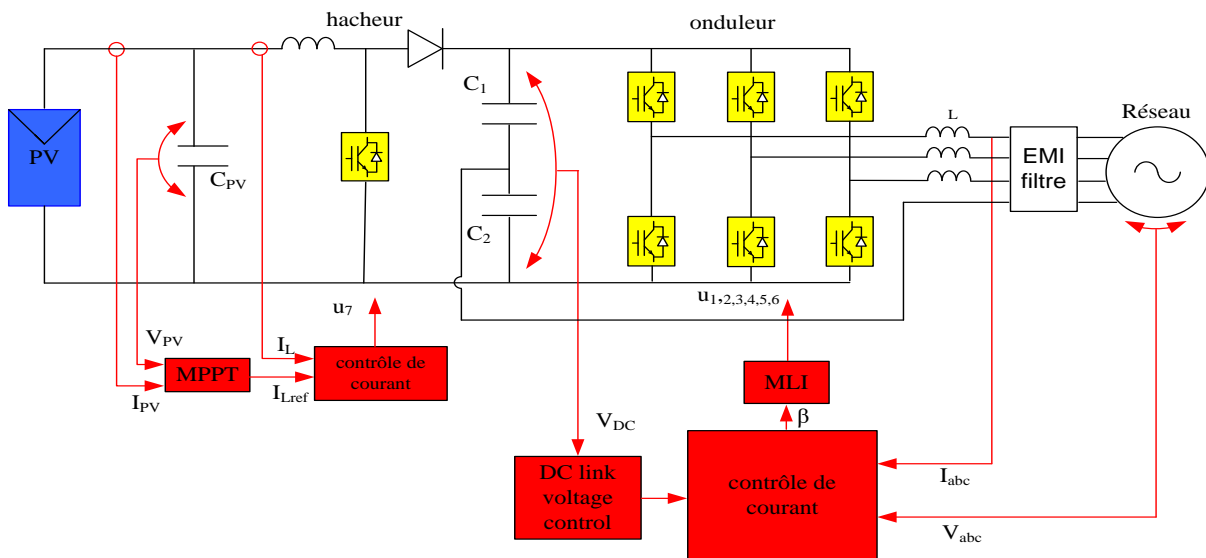 hacheur
onduleur
C1
L
Réseau
PV
CPV
EMI
filtre
C2
u7
u1,2,3,4,5,6
VPV
IL
contrôle de
courant
MPPT
MLI
IPV
ILref
VDC
β
DC link
voltage
control
contrôle de
courant
Iabc
Vabc